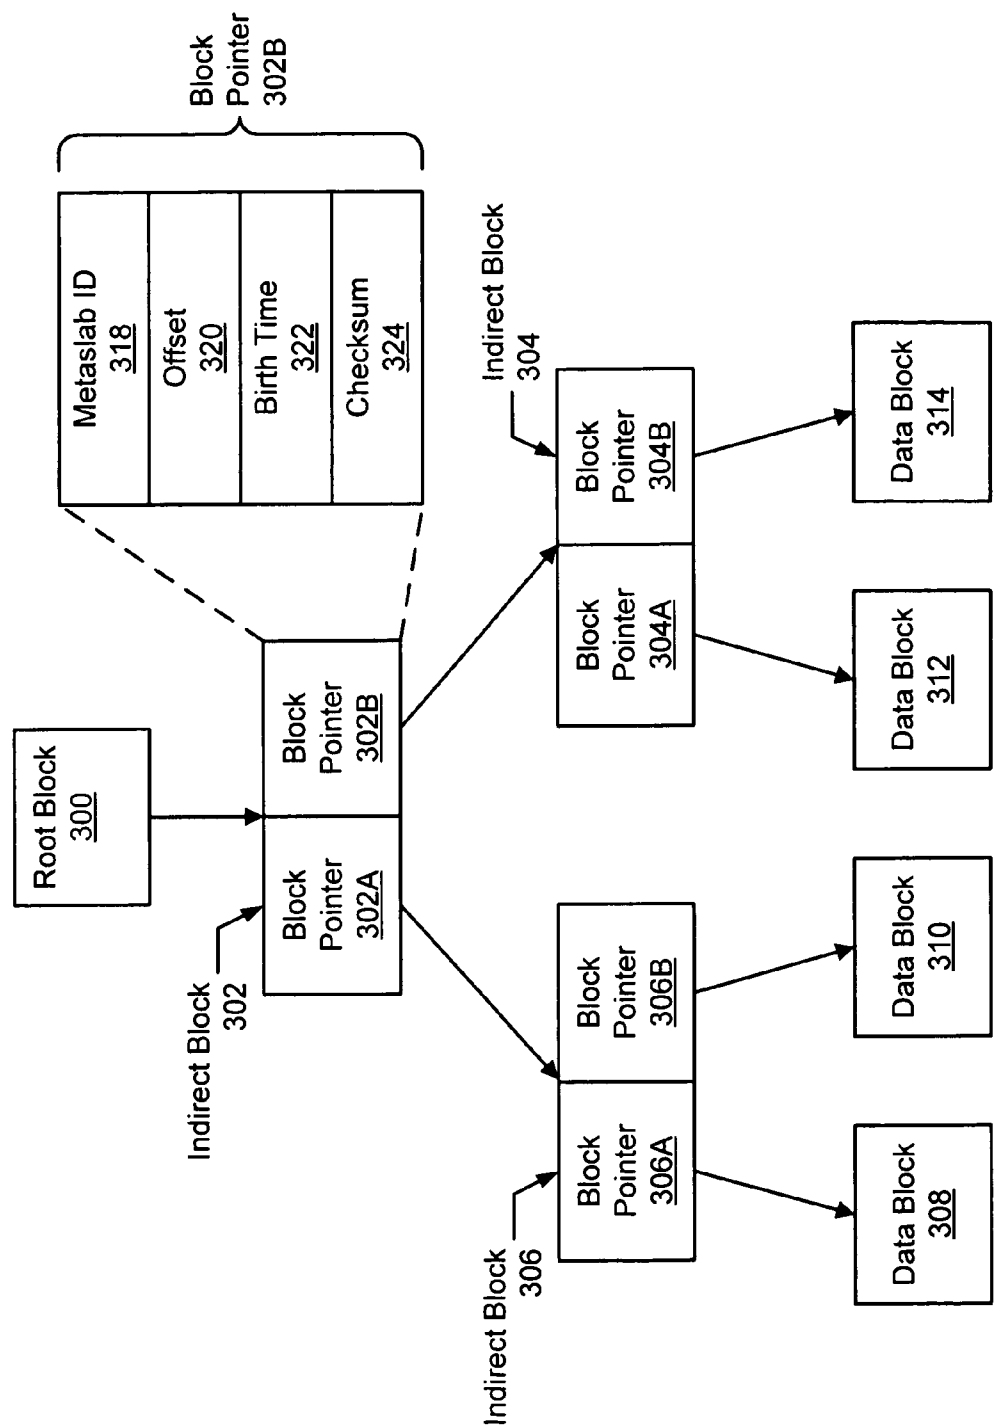 Root Block
300
Indirect Block
302
Block
Pointer
302A
Block
Pointer
302B
Metaslab ID
318
Offset
320
Birth Time
322
Checksum
324
Block
Pointer
302B
Indirect Block
306
Block
Pointer
306A
Block
Pointer
306B
Indirect Block
304
Block
Pointer
304A
Block
Pointer
304B
Data Block
308
Data Block
310
Data Block
312
Data Block
314